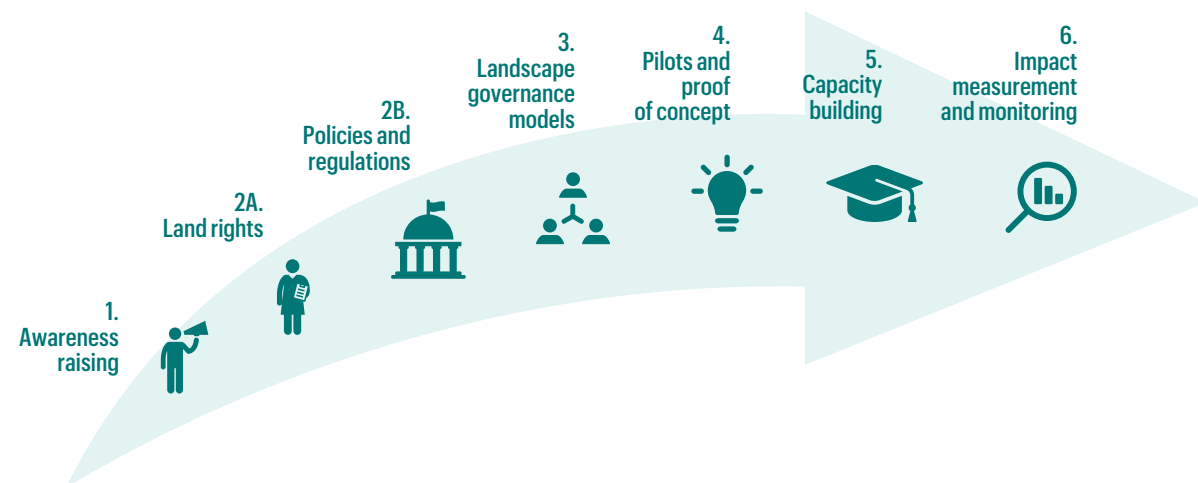 1.
Awareness
raising
2A.
Land rights
2B.
Policies and
regulations
3.
Landscape
governance
models
4.
Pilots and
proof
of concept
5.
Capacity
building
6.
Impact
measurement
and monitoring